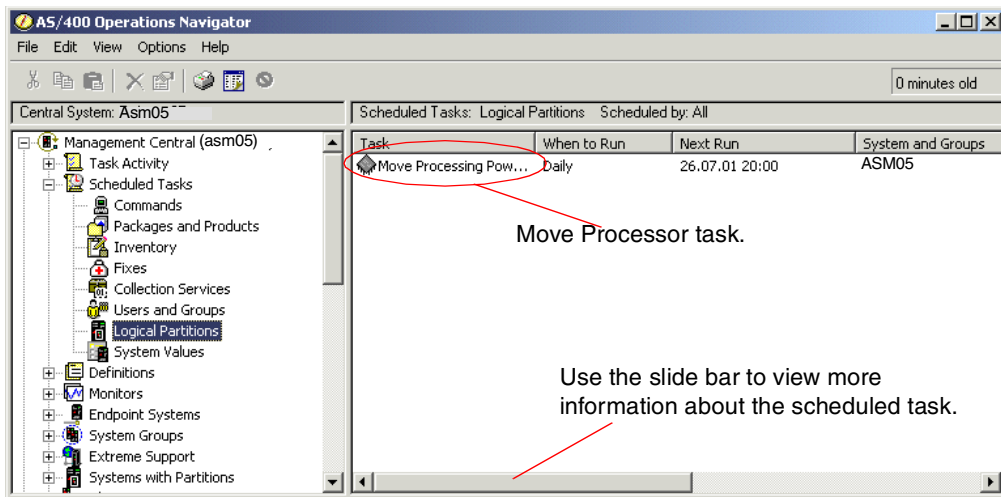 AS/400 Operations Navigator
File Edit View Options Help
0 minutes old
Central System: Asm05
Scheduled Tasks: Logical Partitions Scheduled by: All
Management Central (asm05)
Task Activity
Scheduled Tasks
Commands
Packages and Products
Inventory
Fixes
Collection Services
Users and Groups
Logical Partitions
System Values
Definitions
Monitors
Endpoint Systems
System Groups
Extreme Support
Systems with Partitions
Task When to Run Next Run System and Groups
Move Processing Pow... Daily 26.07.01 20:00 ASM05
Move Processor task.
Use the slide bar to view more
information about the scheduled task.